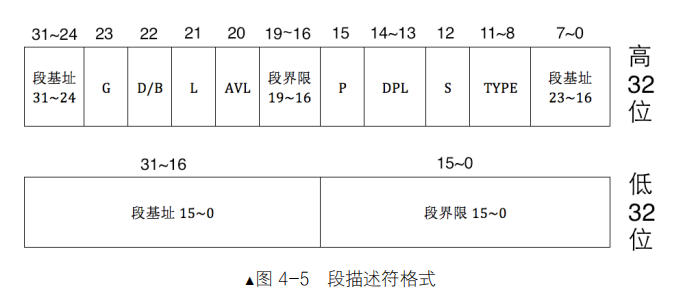 31~24 23 22 21 20 19~16 15 14~13 12 11~8 7~0
段基址 31~24 G D/B L AVL 段界限 19~16 P DPL S TYPE 段基址 23~16
高 32 位
31~16 15~0
段基址 15~0 段界限 15~0
低 32 位
▲图 4-5 段描述符格式